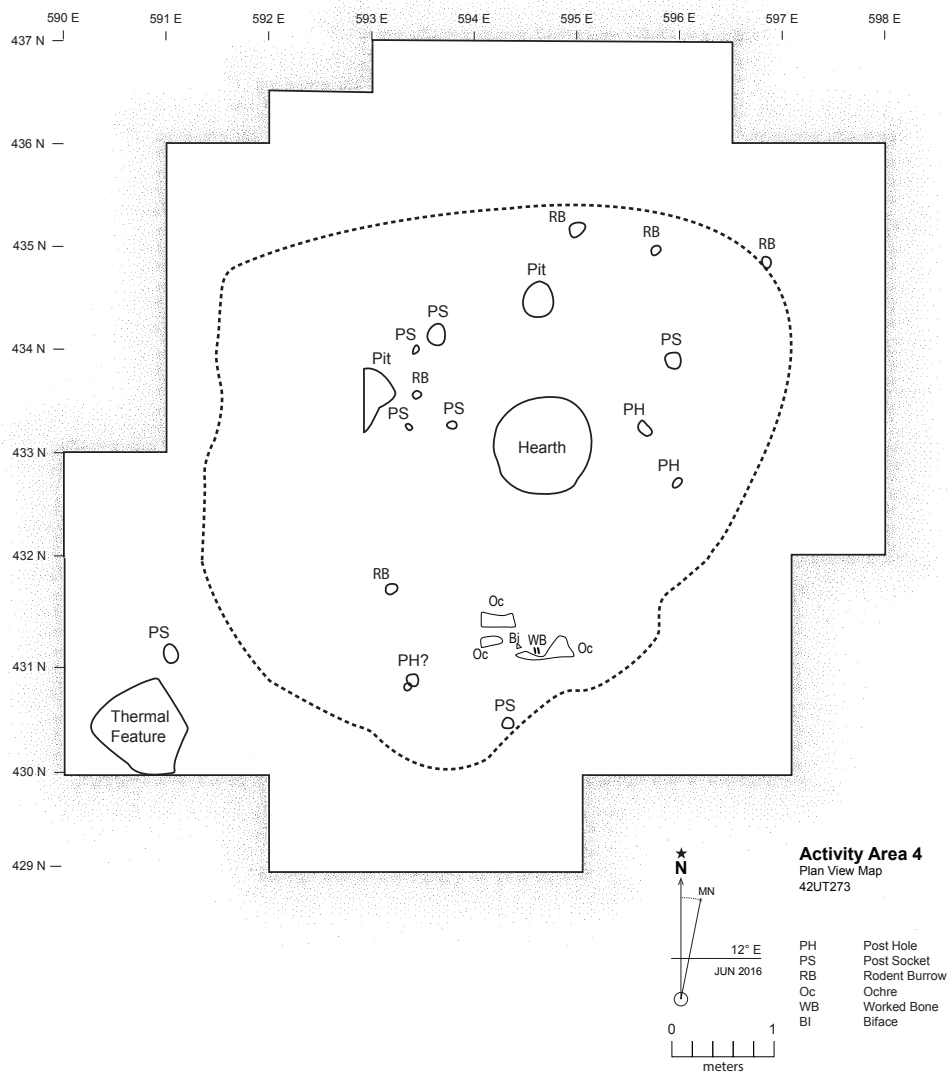 590 E 591 E 592 E 593 E 594 E 595 E 596 E 597 E 598 E
437 N
436 N
RB
RB
435 N
RB
Pit
PS
PS
434 N
PS
Pit
RB
PS
PS
PH
433 N
Hearth
PH
432 N
RB
Oc
PS
Bi WB
Oc
Oc
PH?
431 N
PS
Thermal
Feature
430 N
429 N
Activity Area 4
Plan View Map
42UT273
N
MN
12° E
JUN 2016
PH Post Hole
PS Post Socket
RB Rodent Burrow
Oc Ochre
WB Worked Bone
BI Biface
0 1
meters